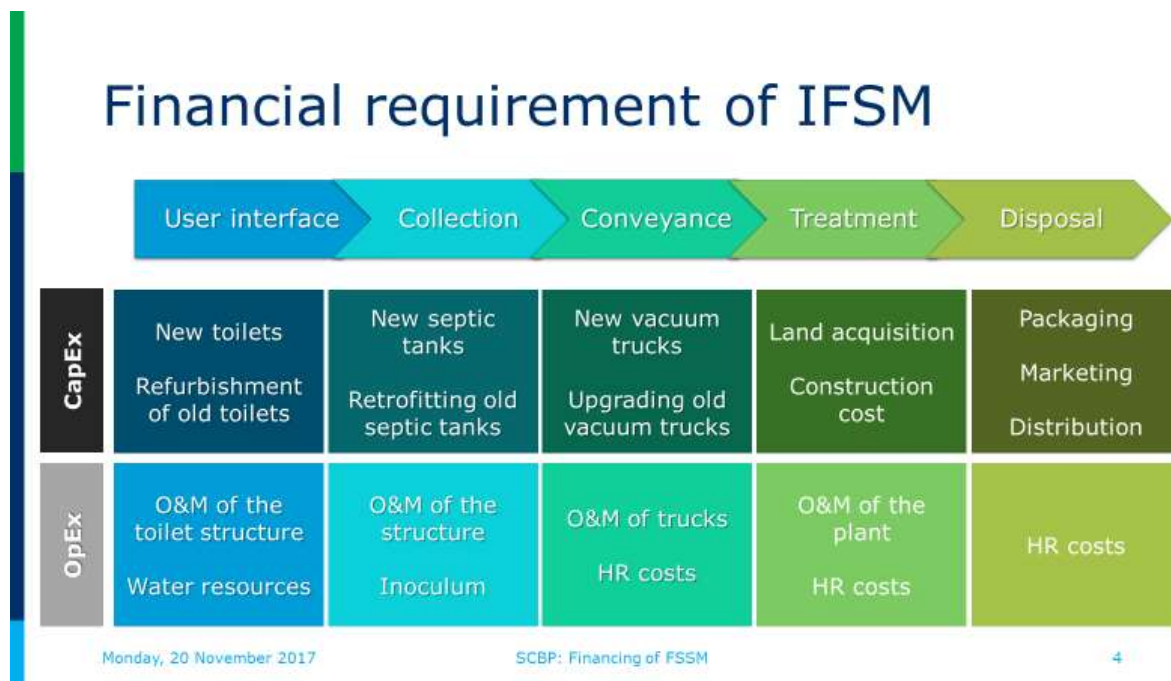 Financial requirement of IFSM
User interface
Collection
Conveyance
Treatment
Disposal
CapEx
New toilets
Refurbishment
of old toilets
New septic
tanks
Retrofitting old
septic tanks
New vacuum
trucks
Upgrading old
vacuum trucks
Land acquisition
Construction
cost
Packaging
Marketing
Distribution
OpEx
O&M of the
toilet structure
Water resources
O&M of the
structure
Inoculum
O&M of trucks
HR costs
O&M of the
plant
HR costs
HR costs
Monday, 20 November 2017
SCBP: Financing of FSSM
4